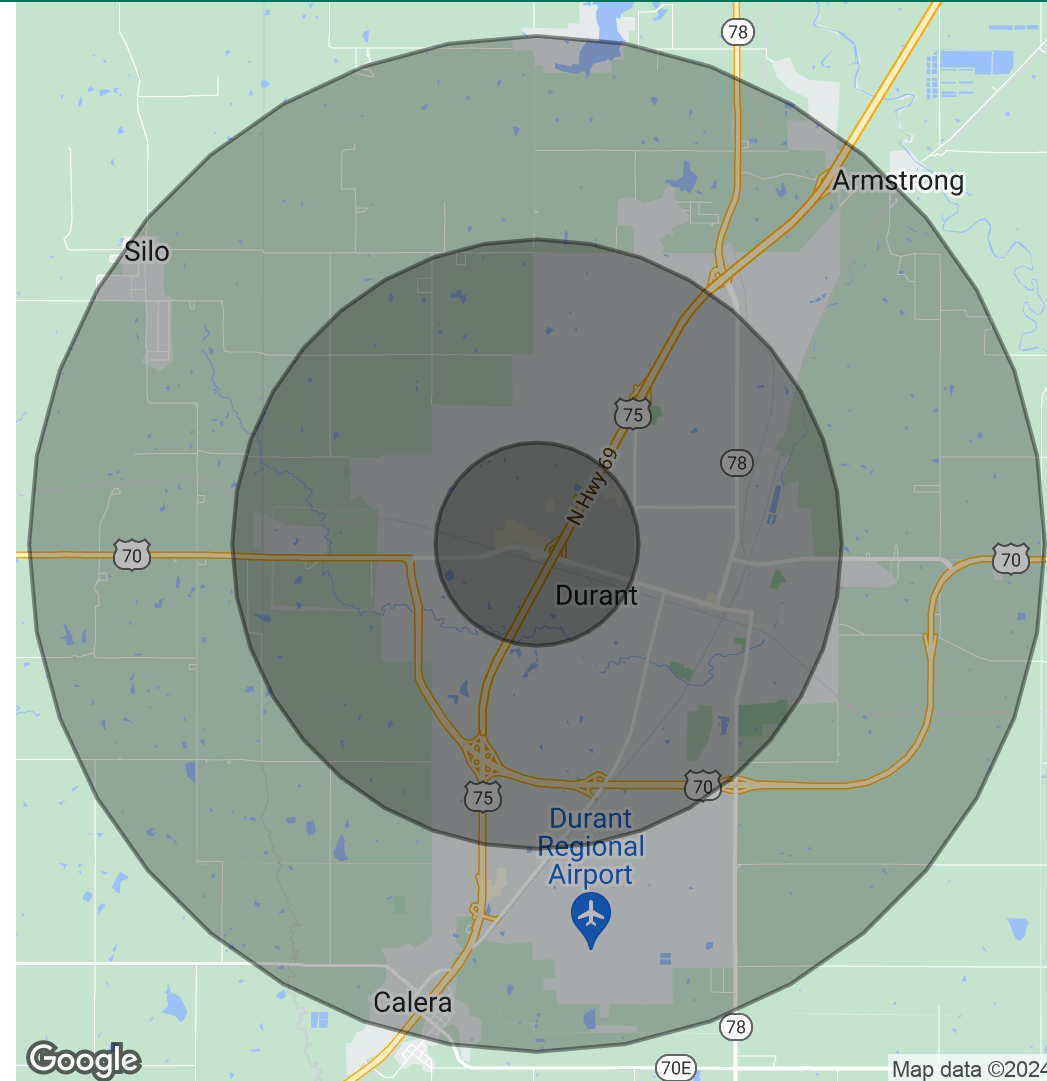 78
Armstrong
Silo
75
N Hwy 69
78
70
70
Durant
70
75
Durant
Regional
Airport
Calera
78
70E
Google
Map data ©2024